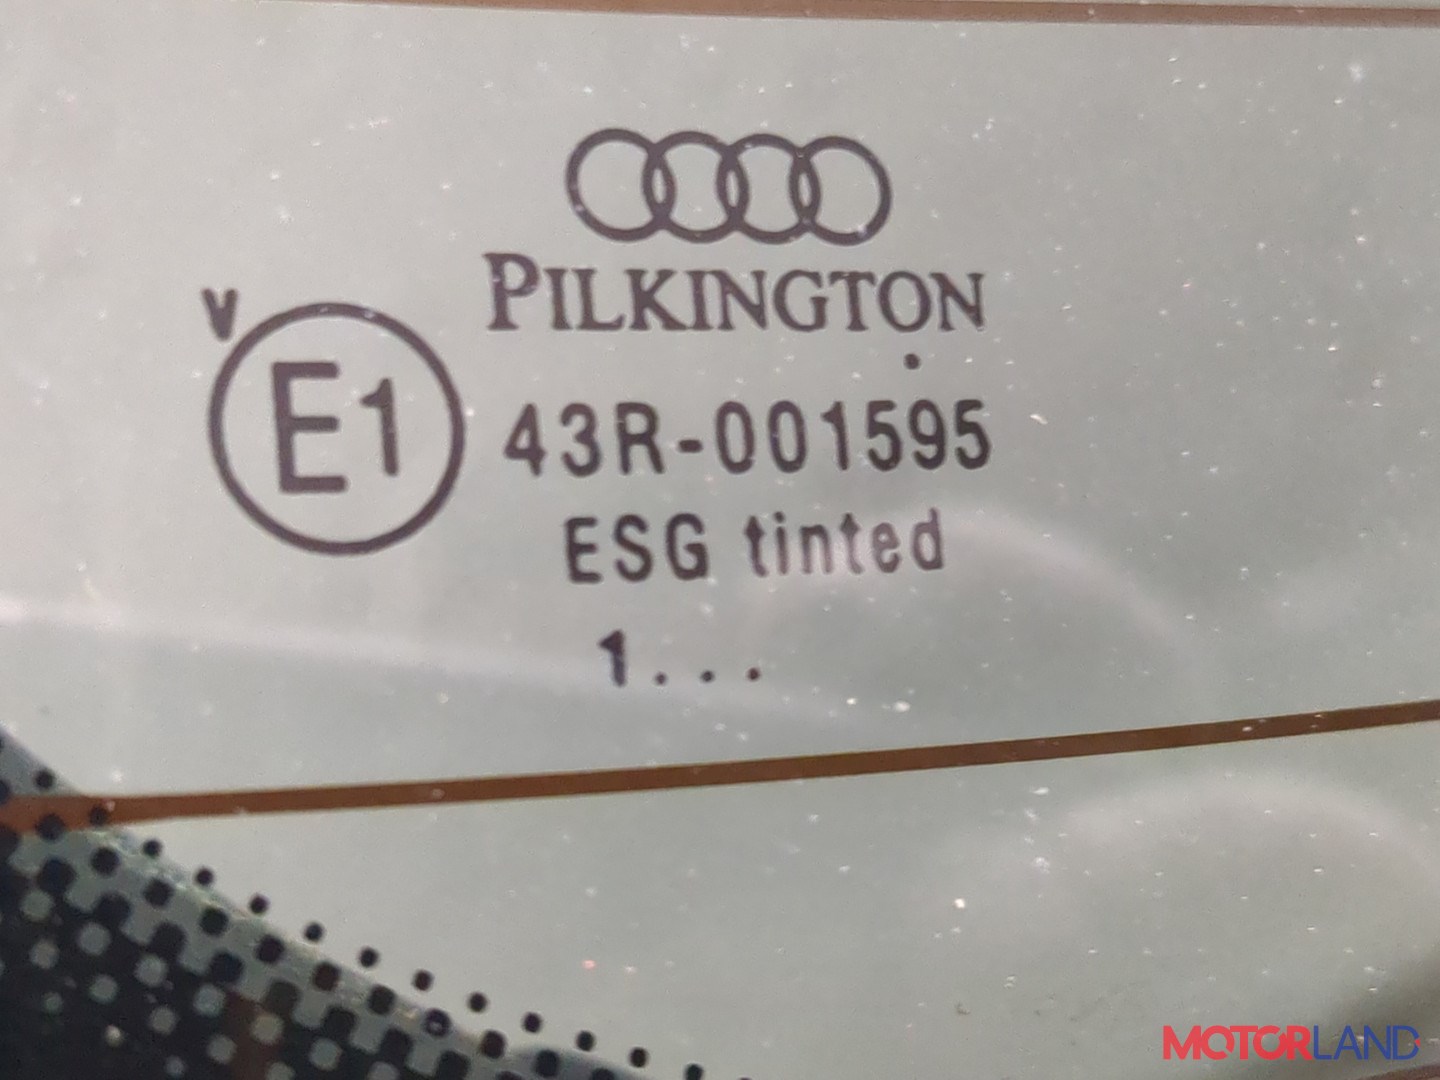 PILKINGTON
V
E1
43R-001595
ESG tinted
1...
MOTORLAND